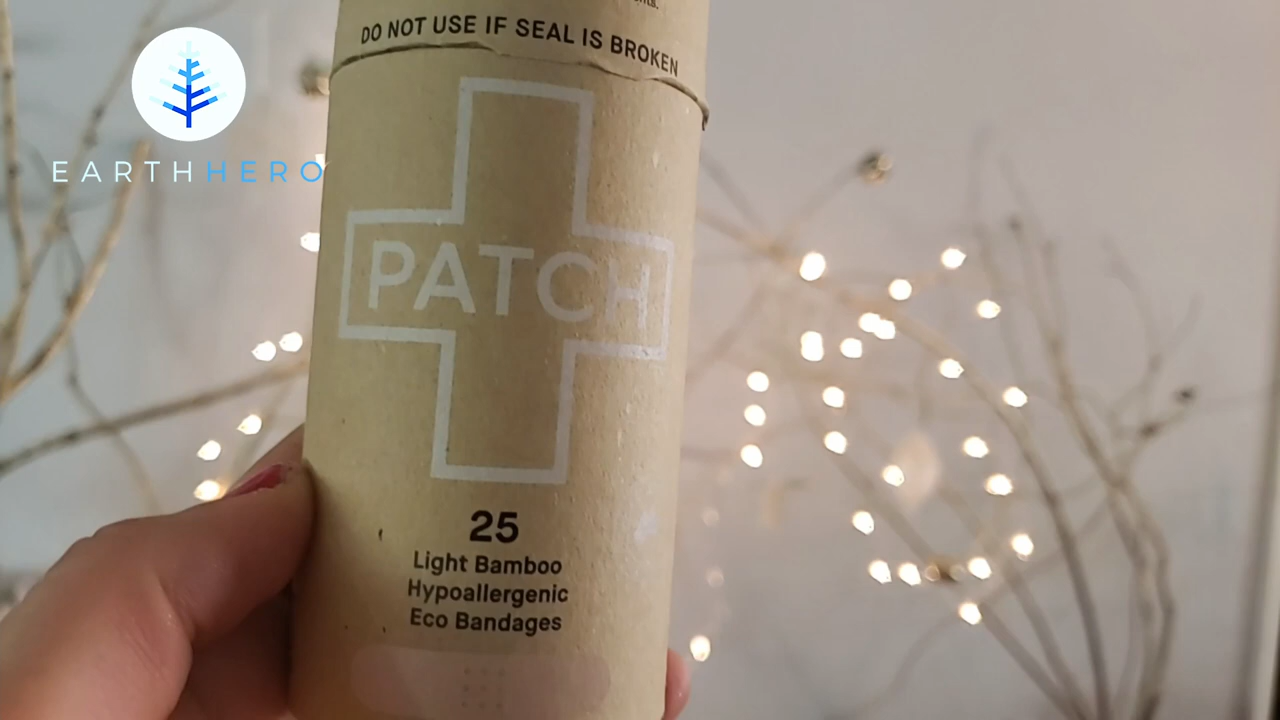 DO NOT USE IF SEAL IS BROKEN
EARTHHERO
PATCH
25
Light Bamboo
Hypoallergenic
Eco Bandages